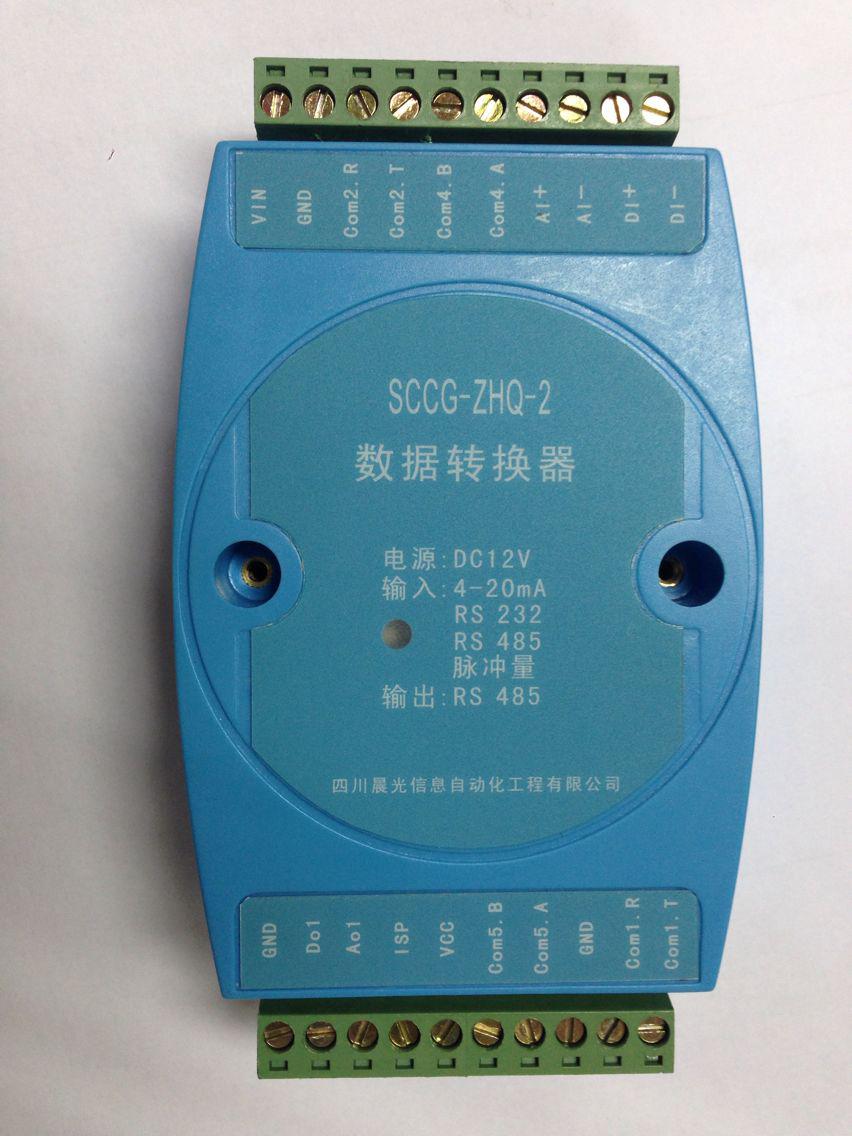 VIN GND Com2.R Com2.T Com4.B Com4.A AI+ AI- DI+ DI-
SCCG-ZHQ-2
数据转换器
电源:DC12V
输入:4-20mA
RS 232
RS 485
脉冲量
输出:RS 485
四川晨光信息自动化工程有限公司
GND Do1 Ao1 ISP VCC Com5.B Com5.A GND Com1.R Com1.T